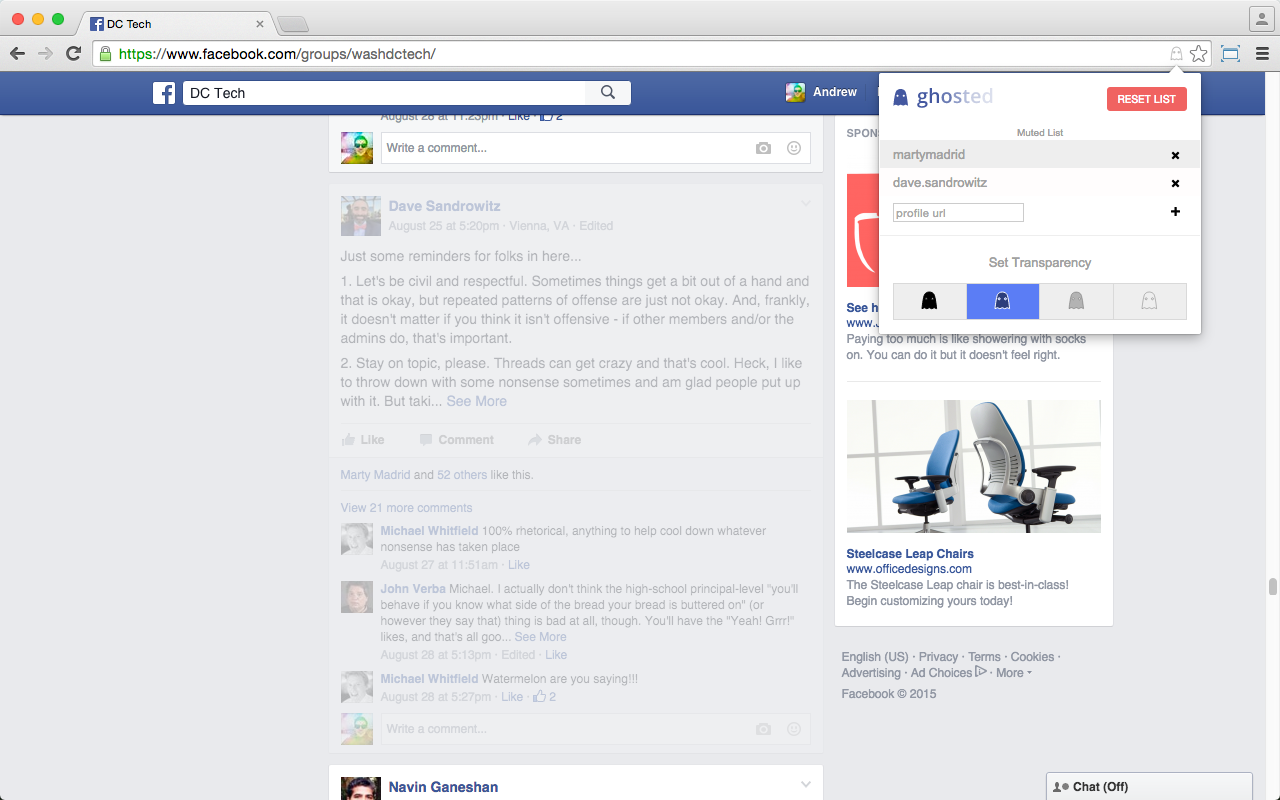 DC Tech
https://www.facebook.com/groups/washdctech/
DC Tech
Andrew
August 28 at 11:23pm · Like · 2
Write a comment...
Dave Sandrowitz
August 25 at 5:20pm · Vienna, VA · Edited
Just some reminders for folks in here...
1. Let's be civil and respectful. Sometimes things get a bit out of a hand and
that is okay, but repeated patterns of offense are just not okay. And, frankly,
it doesn't matter if you think it isn't offensive - if other members and/or the
admins do, that's important.
2. Stay on topic, please. Threads can get crazy and that's cool. Heck, I like
to throw down with some nonsense sometimes and am glad people put up
with it. But taki... See More
Like Comment Share
Marty Madrid and 52 others like this.
View 21 more comments
Michael Whitfield 100% rhetorical, anything to help cool down whatever
nonsense has taken place
August 27 at 11:51am · Like
John Verba Michael. I actually don't think the high-school principal-level "you'll
behave if you know what side of the bread your bread is buttered on" (or
however they say that) thing is bad at all, though. You'll have the "Yeah! Grrr!"
likes, and that's all goo... See More
August 28 at 5:13pm · Edited · Like
Michael Whitfield Watermelon are you saying!!!
August 28 at 5:27pm · Like · 2
Write a comment...
Navin Ganeshan
ghosted
RESET LIST
Muted List
martymadrid
dave.sandrowitz
profile url
Set Transparency
See h
www.
Paying too much is like showering with socks
on. You can do it but it doesn't feel right.
Steelcase Leap Chairs
www.officedesigns.com
The Steelcase Leap chair is best-in-class!
Begin customizing yours today!
English (US) · Privacy · Terms · Cookies ·
Advertising · Ad Choices · More
Facebook © 2015
Chat (Off)